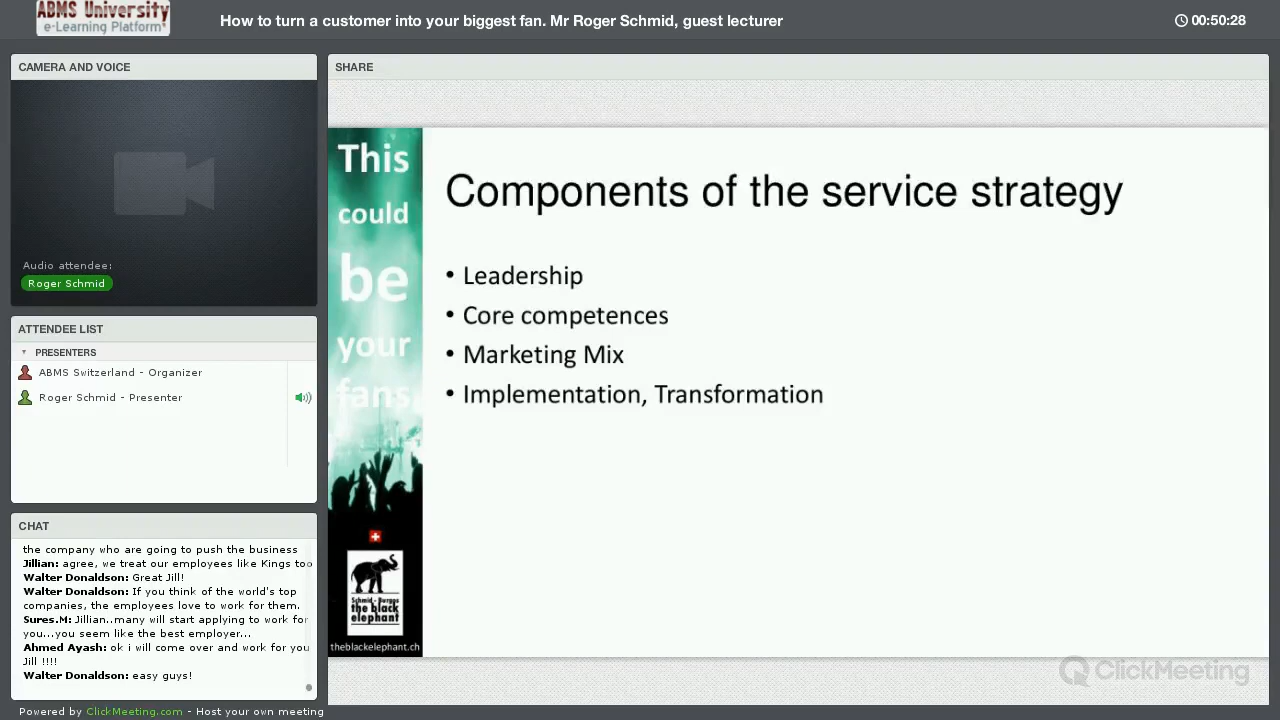 ABMS University
e-Learning Platform
How to turn a customer into your biggest fan. Mr Roger Schmid, guest lecturer
00:50:28
CAMERA AND VOICE
Audio attendee:
Roger Schmid
ATTENDEE LIST
PRESENTERS
ABMS Switzerland - Organizer
Roger Schmid - Presenter
CHAT
the company who are going to push the business
Jillian: agree, we treat our employees like Kings too
Walter Donaldson: Great Jill!
Walter Donaldson: If you think of the world's top
companies, the employees love to work for them.
Sures.M: Jillian..many will start applying to work for
you...you seem like the best employer...
Ahmed Ayash: ok i will come over and work for you
Jill !!!!
Walter Donaldson: easy guys!
Powered by ClickMeeting.com - Host your own meeting
SHARE
This
could
be
your
fans
Schmid - Burgos
the black
elephant
theblackelephant.ch
Components of the service strategy
• Leadership
• Core competences
• Marketing Mix
• Implementation, Transformation
ClickMeeting